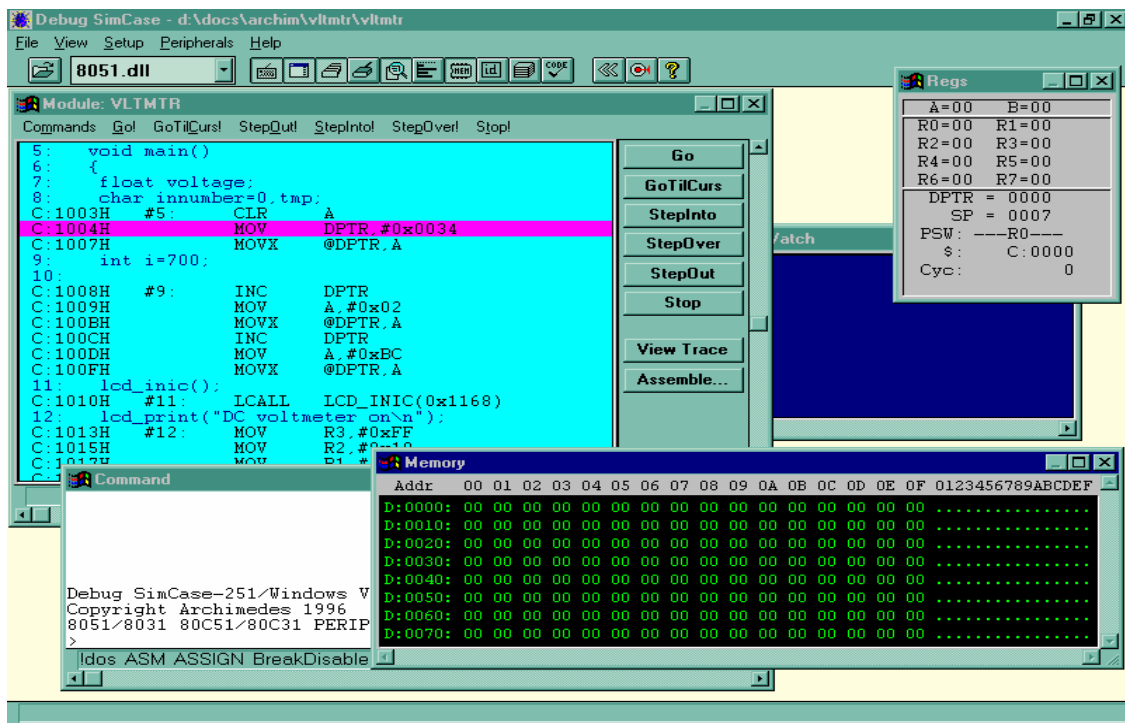 Debug SimCase - d:\docs\archim\vltmtr\vltmtr
File View Setup Peripherals Help
8051.dll
MEM id CODE
Module: VLTMTR
Commands Go! GoTilCurs! StepOut! StepInto! StepOver! Stop!
5: void main()
6: {
7: float voltage;
8: char innumber=0,tmp;
C:1003H #5: CLR A
C:1004H MOV DPTR,#0x0034
C:1007H MOVX @DPTR,A
9: int i=700;
10:
C:1008H #9: INC DPTR
C:1009H MOV A,#0x02
C:100BH MOVX @DPTR,A
C:100CH INC DPTR
C:100DH MOV A,#0xBC
C:100FH MOVX @DPTR,A
11: lcd_inic();
C:1010H #11: LCALL LCD_INIC(0x1168)
12: lcd_print("DC voltmeter on\n");
C:1013H #12: MOV R3,#0xFF
C:1015H MOV
C:1017H MOV
Go
GoTilCurs
StepInto
StepOver
StepOut
Stop
View Trace
Assemble...
Regs
A=00 B=00
R0=00 R1=00
R2=00 R3=00
R4=00 R5=00
R6=00 R7=00
DPTR = 0000
SP = 0007
PSW: ---R0---
$: C:0000
Cyc: 0
Command
Debug SimCase-251/Windows V
Copyright Archimedes 1996
8051/8031 80C51/80C31 PERIP
>
!dos ASM ASSIGN BreakDisable
Memory
Addr 00 01 02 03 04 05 06 07 08 09 0A 0B 0C 0D 0E 0F 0123456789ABCDEF
D:0000: 00 00 00 00 00 00 00 00 00 00 00 00 00 00 00 00 ................
D:0010: 00 00 00 00 00 00 00 00 00 00 00 00 00 00 00 00 ................
D:0020: 00 00 00 00 00 00 00 00 00 00 00 00 00 00 00 00 ................
D:0030: 00 00 00 00 00 00 00 00 00 00 00 00 00 00 00 00 ................
D:0040: 00 00 00 00 00 00 00 00 00 00 00 00 00 00 00 00 ................
D:0050: 00 00 00 00 00 00 00 00 00 00 00 00 00 00 00 00 ................
D:0060: 00 00 00 00 00 00 00 00 00 00 00 00 00 00 00 00 ................
D:0070: 00 00 00 00 00 00 00 00 00 00 00 00 00 00 00 00 ................